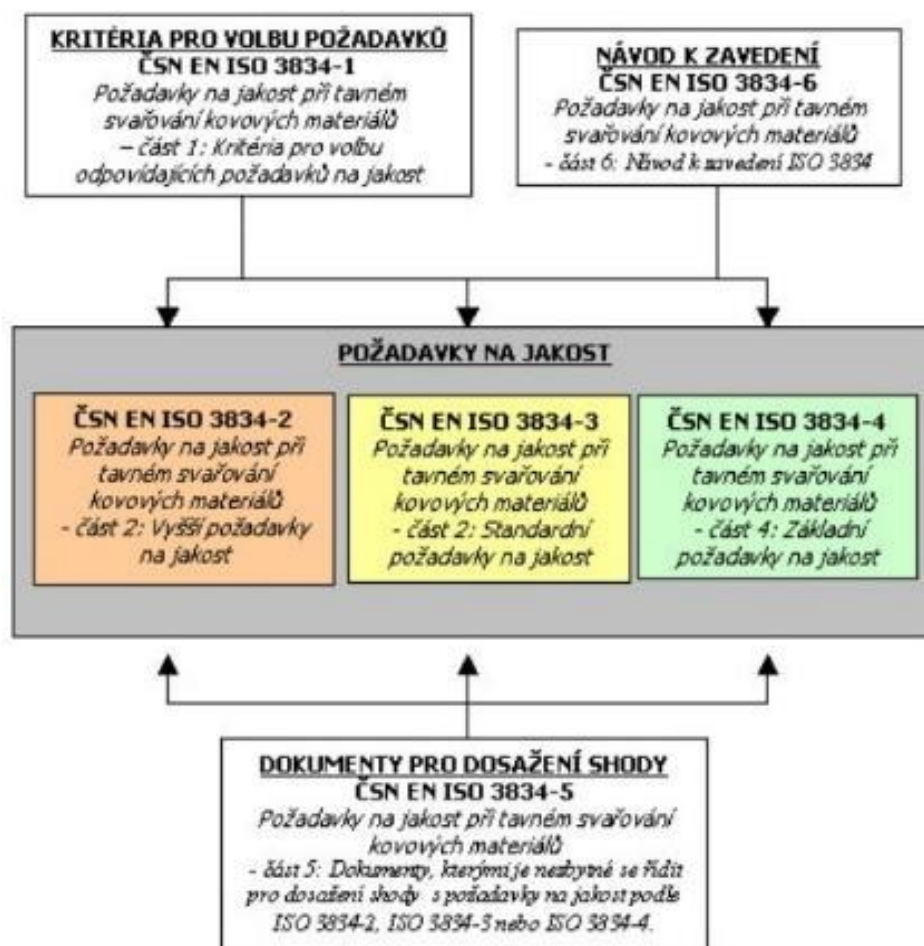 KRITÉRIA PRO VOLBU POŽADAVKŮ
ČSN EN ISO 3834-1
Požadavky na jakost při tavném
svařování kovových materiálů
– část 1: Kritéria pro volbu
odpovídajících požadavků na jakost
NÁVOD K ZAVEDENÍ
ČSN EN ISO 3834-6
Požadavky na jakost při tavném
svařování kovových materiálů
- část 6: Návod k zavedení ISO 3834
POŽADAVKY NA JAKOST
ČSN EN ISO 3834-2
Požadavky na jakost při
tavném svařování
kovových materiálů
- část 2: Vyšší požadavky
na jakost
ČSN EN ISO 3834-3
Požadavky na jakost při
tavném svařování
kovových materiálů
- část 2: Standardní
požadavky na jakost
ČSN EN ISO 3834-4
Požadavky na jakost při
tavném svařování
kovových materiálů
- část 4: Základní
požadavky na jakost
DOKUMENTY PRO DOSAŽENÍ SHODY
ČSN EN ISO 3834-5
Požadavky na jakost při tavném svařování
kovových materiálů
- část 5: Dokumenty, kterými je nezbytné se řídit
pro dosažení shody s požadavky na jakost podle
ISO 3834-2, ISO 3834-3 nebo ISO 3834-4.